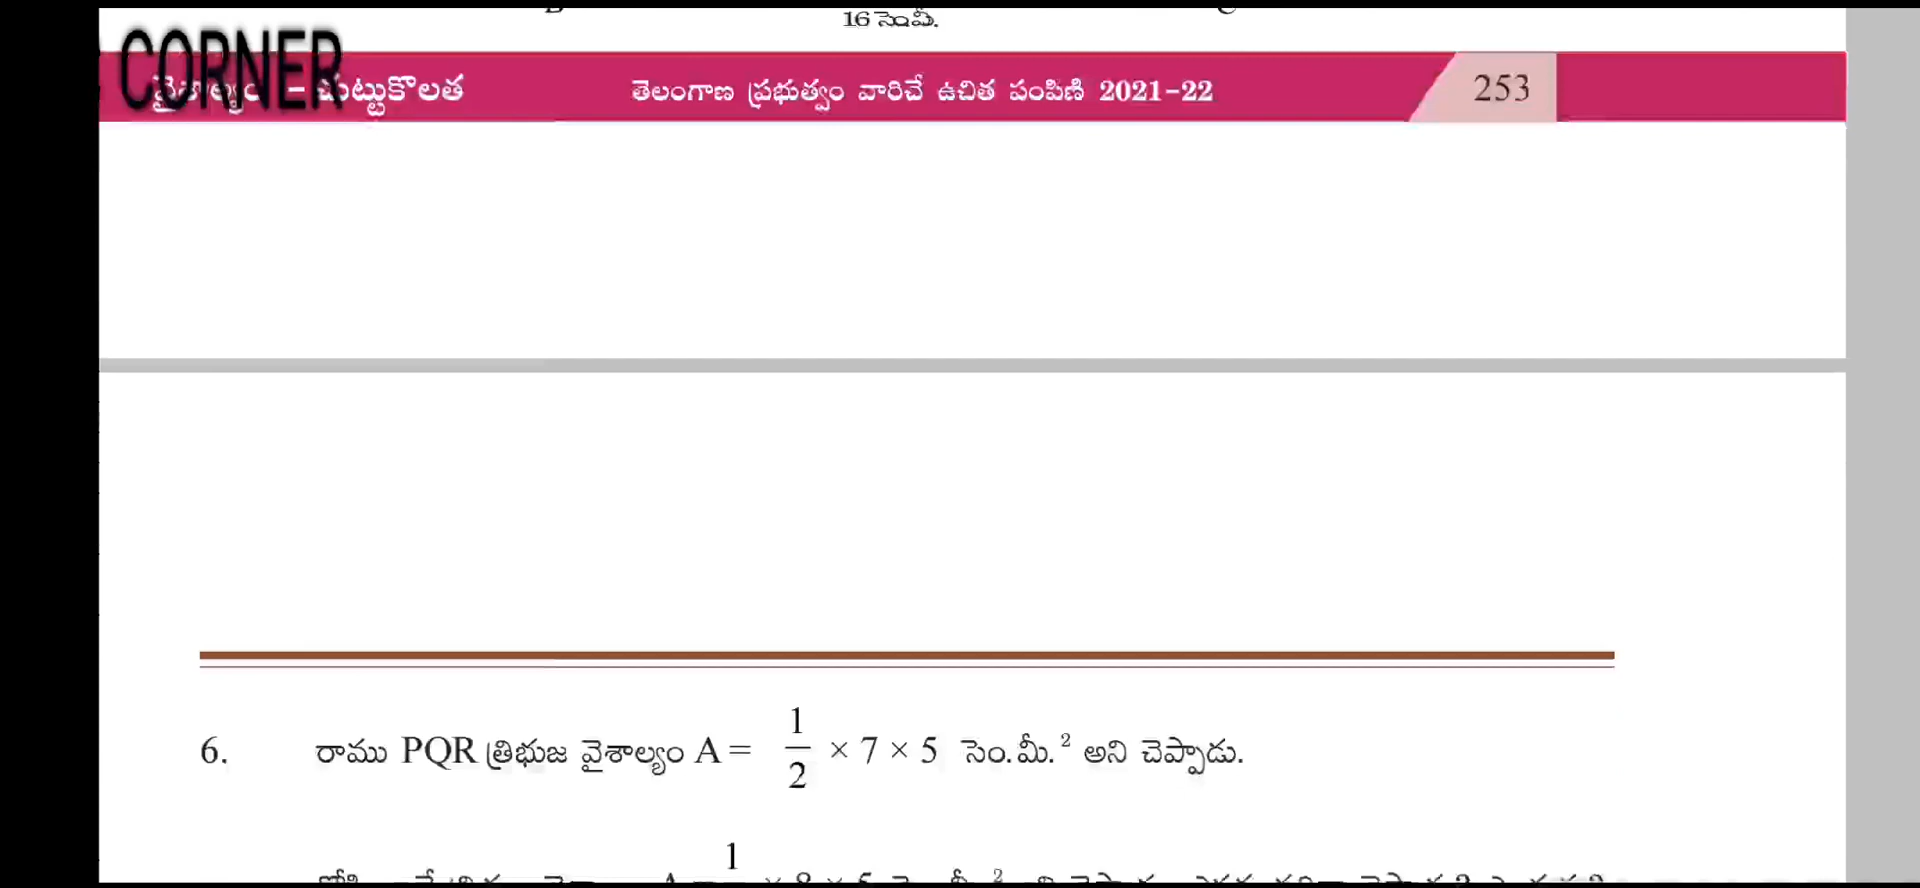 16 సెం.మీ.
CORNER
వైశాల్యం – చుట్టుకొలత తెలంగాణ ప్రభుత్వం వారిచే ఉచిత పంపిణి 2021-22 253
6. రాము PQR త్రిభుజ వైశాల్యం A = 1/2 × 7 × 5 సెం.మీ.² అని చెప్పాడు.